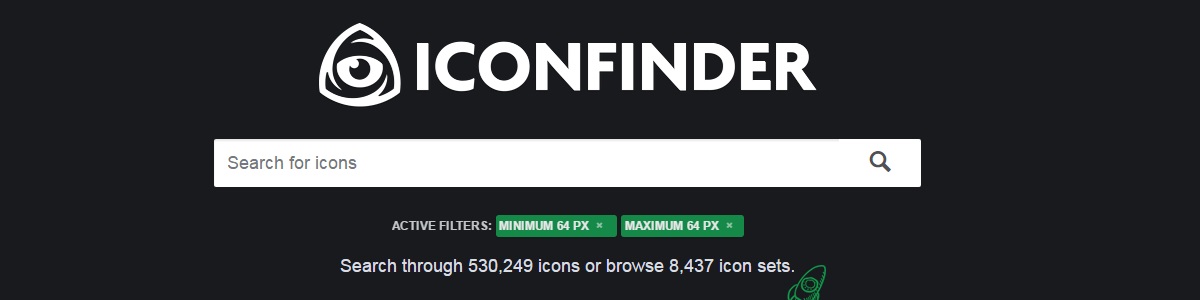 ICONFINDER
Search for icons
ACTIVE FILTERS: MINIMUM 64 PX × MAXIMUM 64 PX ×
Search through 530,249 icons or browse 8,437 icon sets.